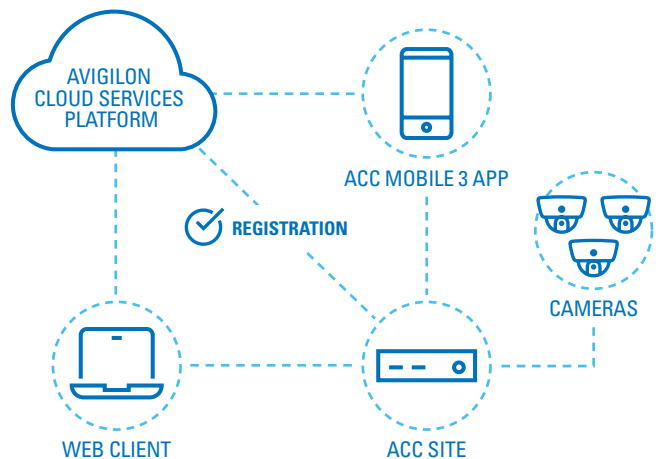 AVIGILON
CLOUD SERVICES
PLATFORM
ACC MOBILE 3 APP
REGISTRATION
CAMERAS
WEB CLIENT
ACC SITE